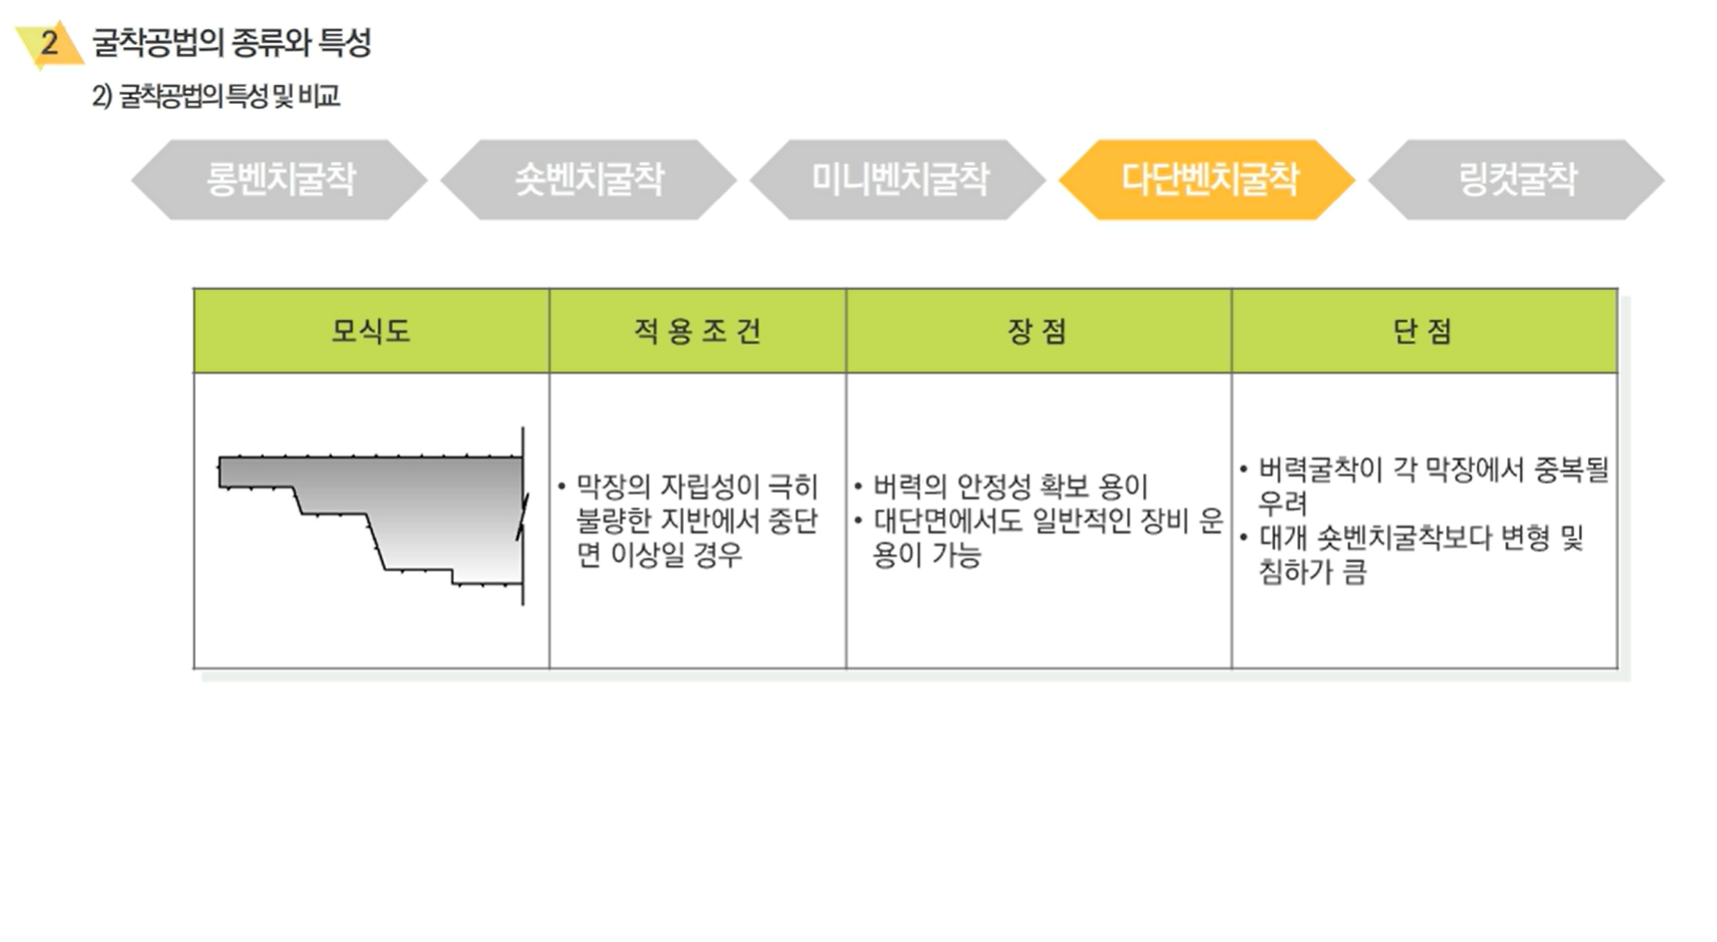 2
굴착공법의 종류와 특성
2) 굴착공법의 특성 및 비교
롱벤치굴착
숏벤치굴착
미니벤치굴착
다단벤치굴착
링컷굴착
모식도
적 용 조 건
장 점
단 점
• 막장의 자립성이 극히
불량한 지반에서 중단
면 이상일 경우
• 버력의 안정성 확보 용이
• 대단면에서도 일반적인 장비 운
용이 가능
• 버력굴착이 각 막장에서 중복될
우려
• 대개 숏벤치굴착보다 변형 및
침하가 큼